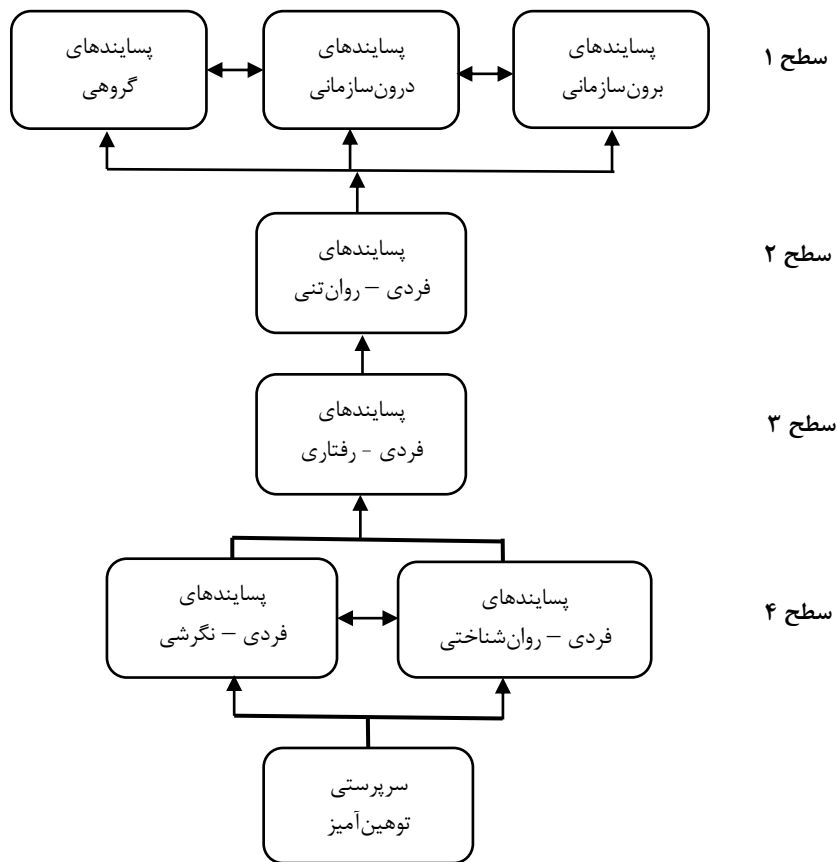 سطح ۱
پسایندهای
برون‌سازمانی
پسایندهای
درون‌سازمانی
پسایندهای
گروهی
سطح ۲
پسایندهای
فردی – روان‌تنی
سطح ۳
پسایندهای
فردی - رفتاری
سطح ۴
پسایندهای
فردی – روان‌شناختی
پسایندهای
فردی – نگرشی
سرپرستی
توهین‌آمیز